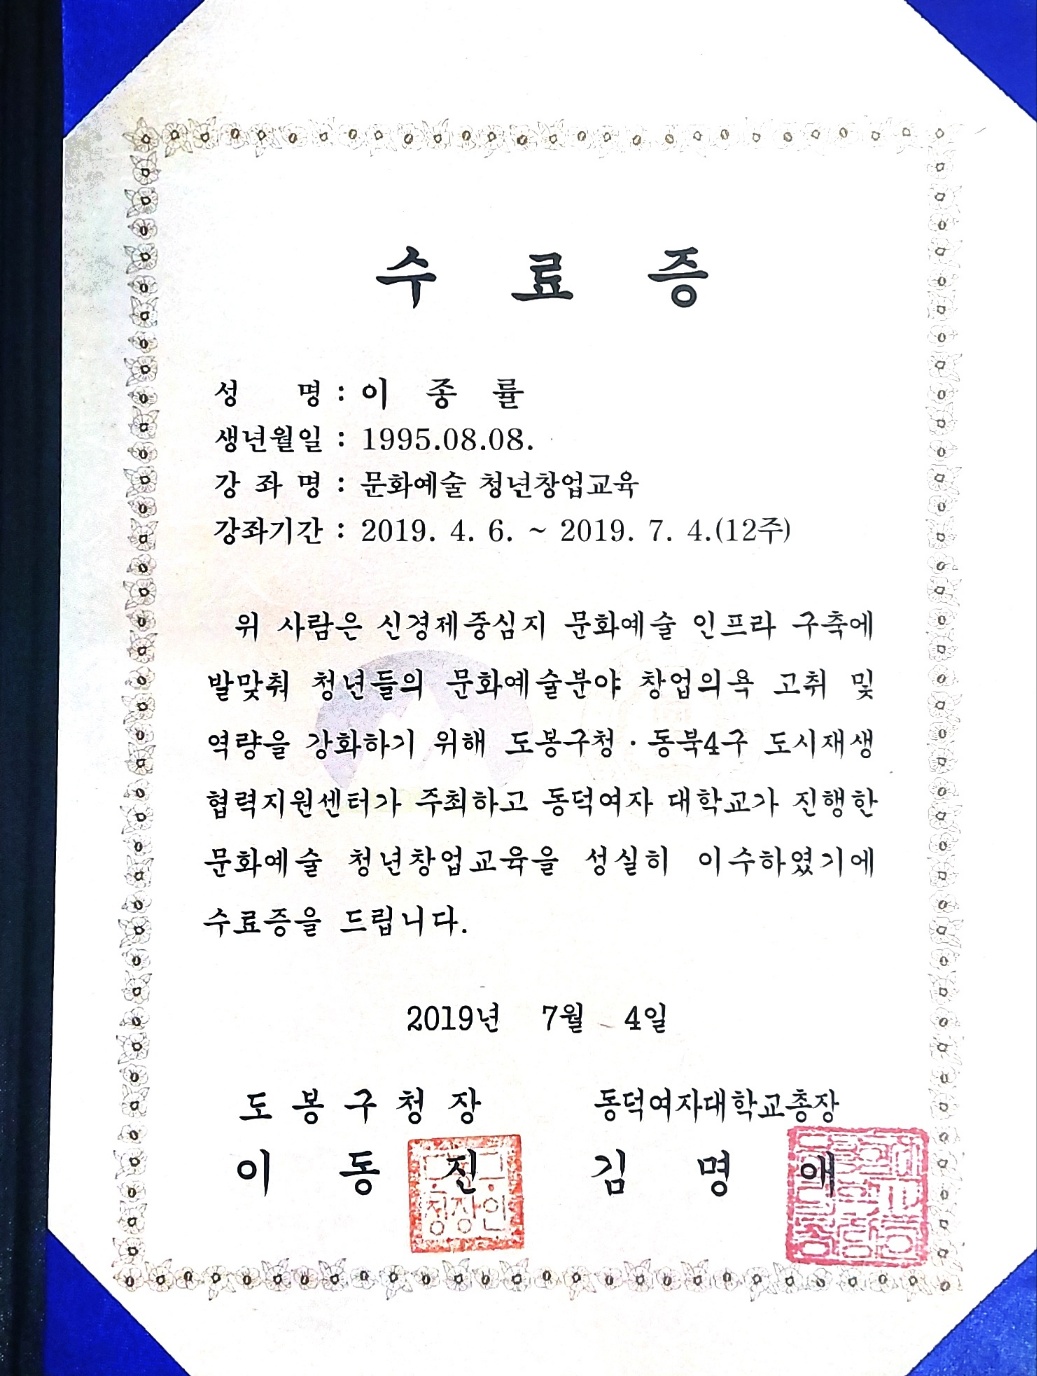 수 료 증
성 명 : 이 종 률
생년월일 : 1995.08.08.
강 좌 명 : 문화예술 청년창업교육
강좌기간 : 2019. 4. 6. ~ 2019. 7. 4.(12주)
위 사람은 신경제중심지 문화예술 인프라 구축에
발맞춰 청년들의 문화예술분야 창업의욕 고취 및
역량을 강화하기 위해 도봉구청·동북4구 도시재생
협력지원센터가 주최하고 동덕여자 대학교가 진행한
문화예술 청년창업교육을 성실히 이수하였기에
수료증을 드립니다.
2019년 7월 4일
도 봉 구 청 장 동덕여자대학교총장
이 동 진 김 명 애
청장인